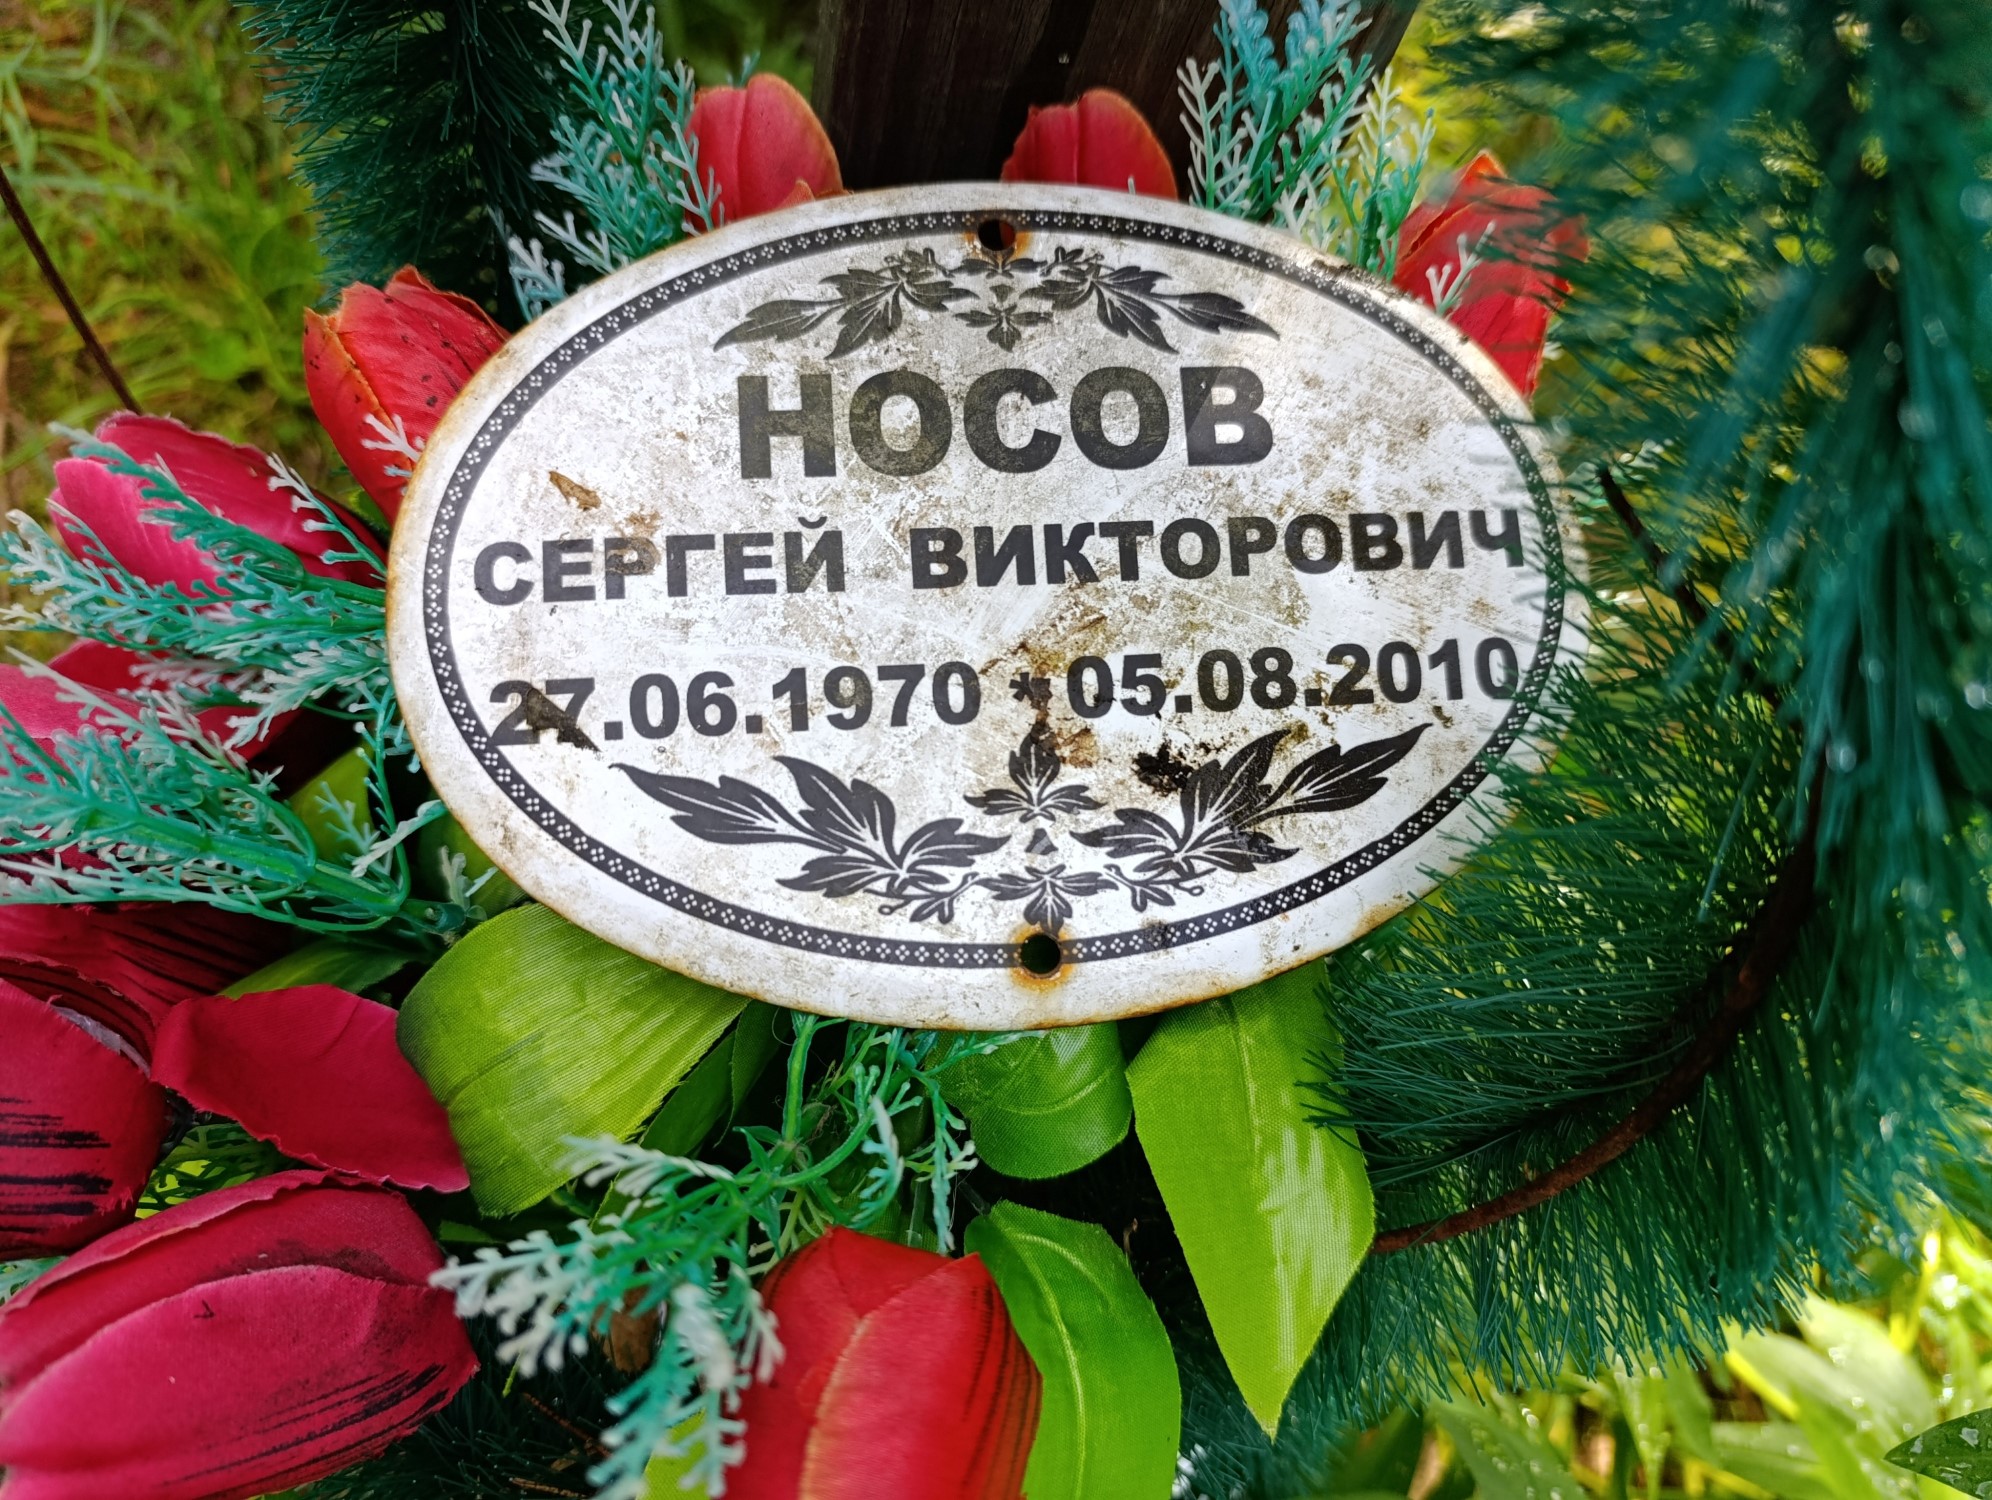 НОСОВ
СЕРГЕЙ ВИКТОРОВИЧ
27.06.1970 * 05.08.2010